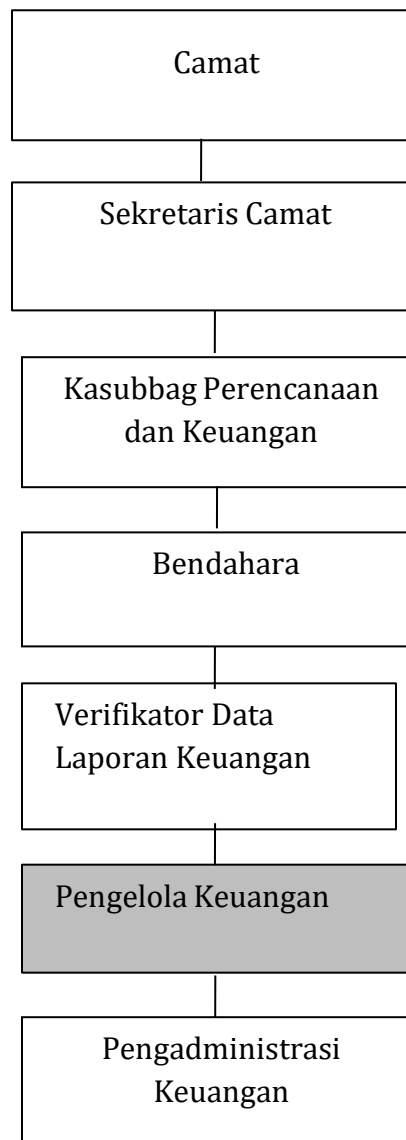 Camat
Sekretaris Camat
Kasubbag Perencanaan
dan Keuangan
Bendahara
Verifikator Data
Laporan Keuangan
Pengelola Keuangan
Pengadministrasi
Keuangan